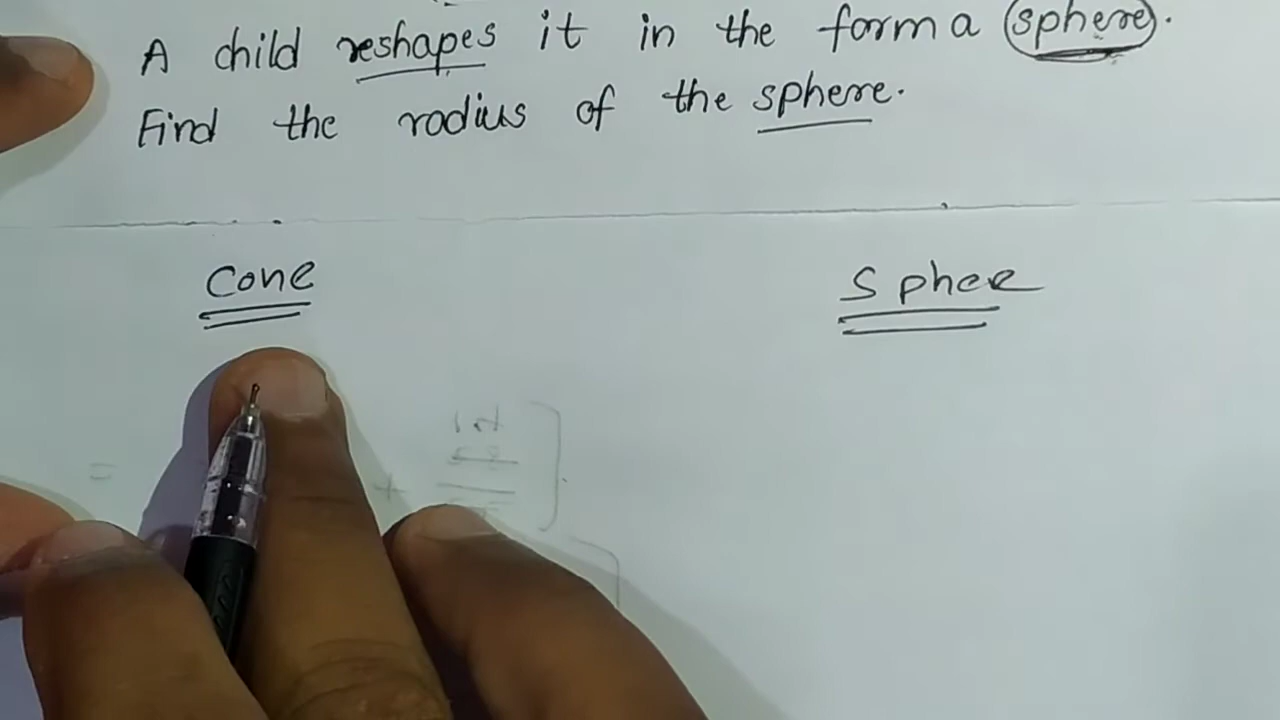 A child reshapes it in the form a sphere.
Find the radius of the sphere.
Cone
Spher